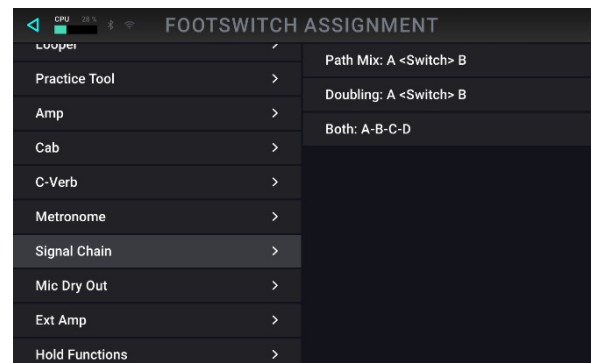 CPU 28 % FOOTSWITCH ASSIGNMENT
Looper
Practice Tool
Amp
Cab
C-Verb
Metronome
Signal Chain
Mic Dry Out
Ext Amp
Hold Functions
Path Mix: A <Switch> B
Doubling: A <Switch> B
Both: A-B-C-D